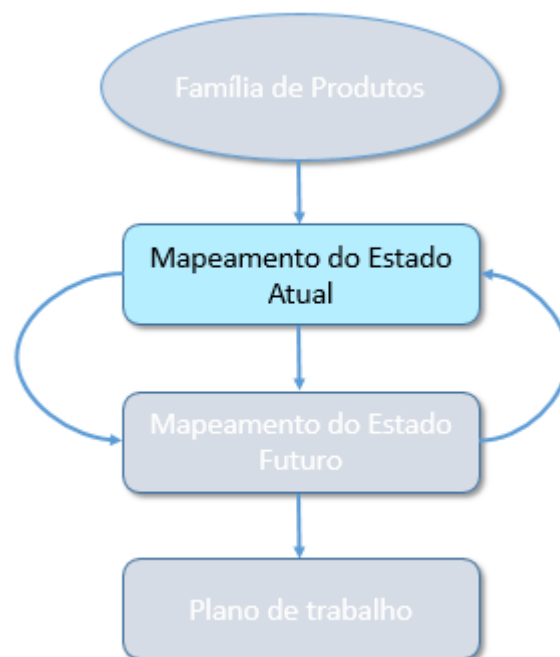 Família de Produtos
Mapeamento do Estado
Atual
Mapeamento do Estado
Futuro
Plano de trabalho